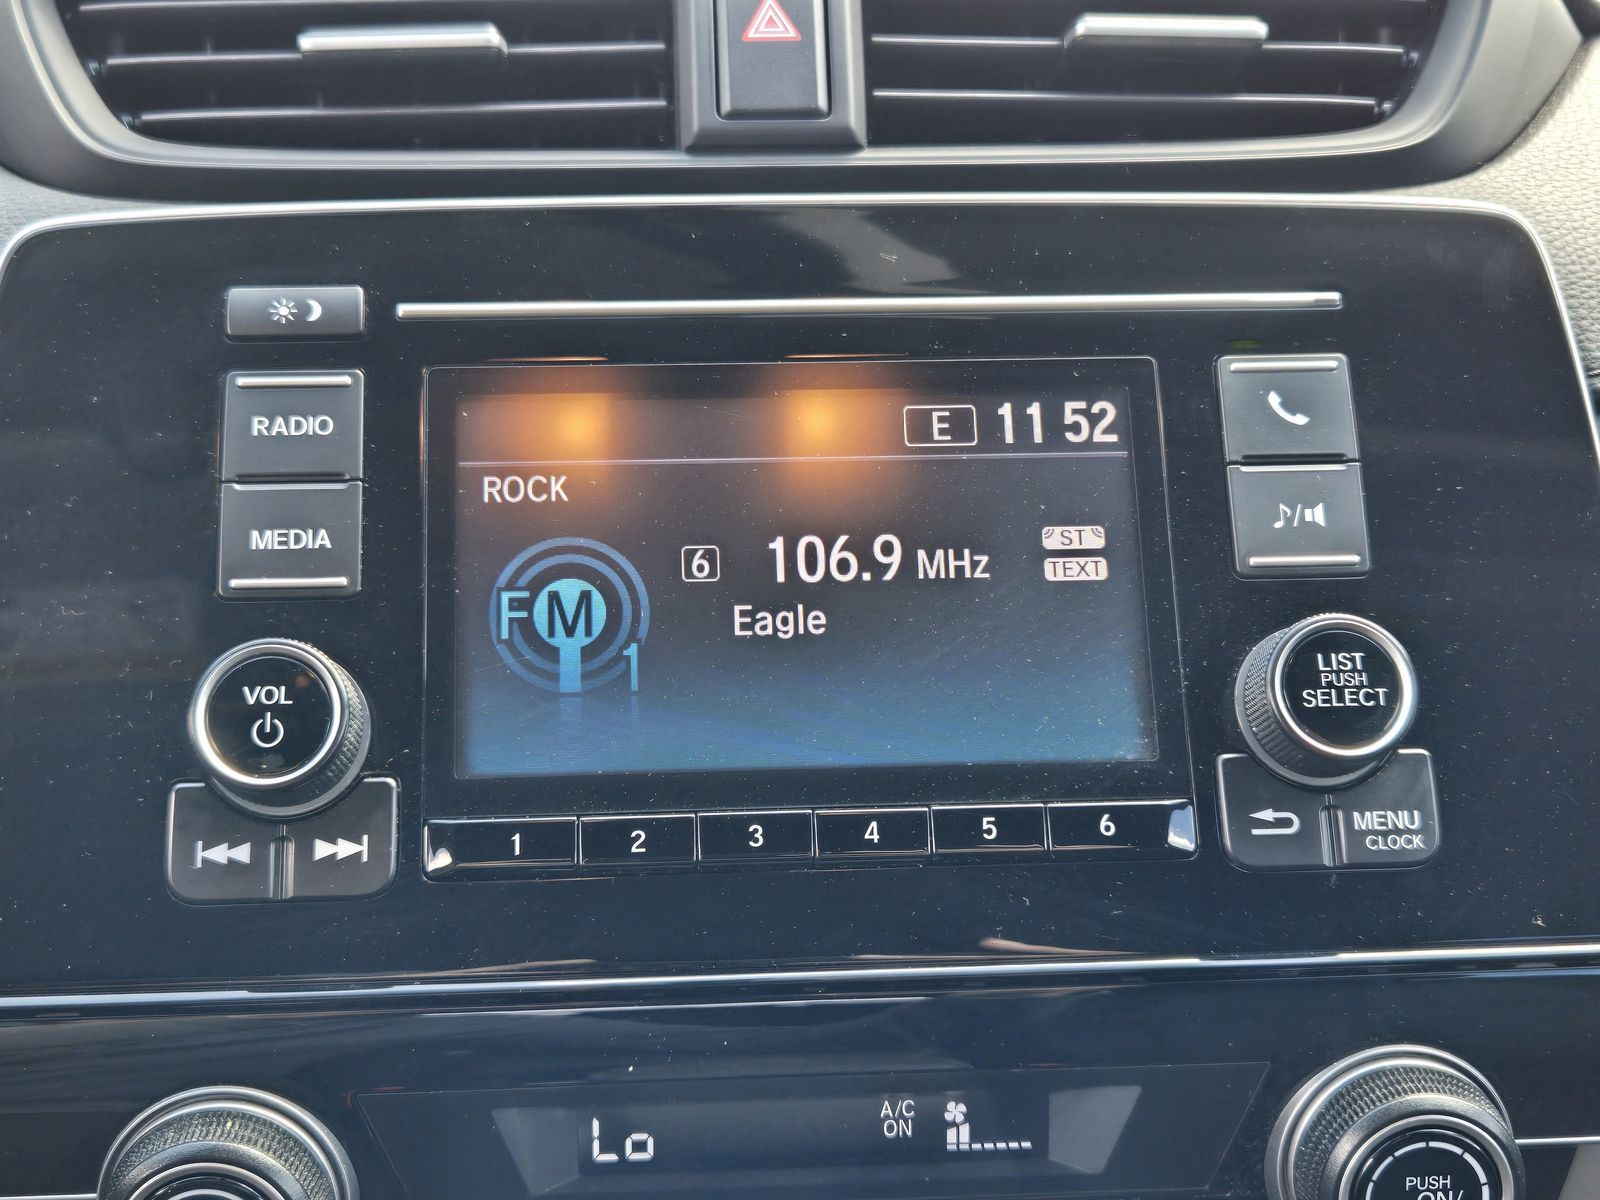 RADIO
MEDIA
VOL
E 11 52
ROCK
6 106.9 MHz
ST
TEXT
Eagle
FM
1
LIST
PUSH
SELECT
MENU
CLOCK
1 2 3 4 5 6
Lo
A/C
ON
PUSH
ON/